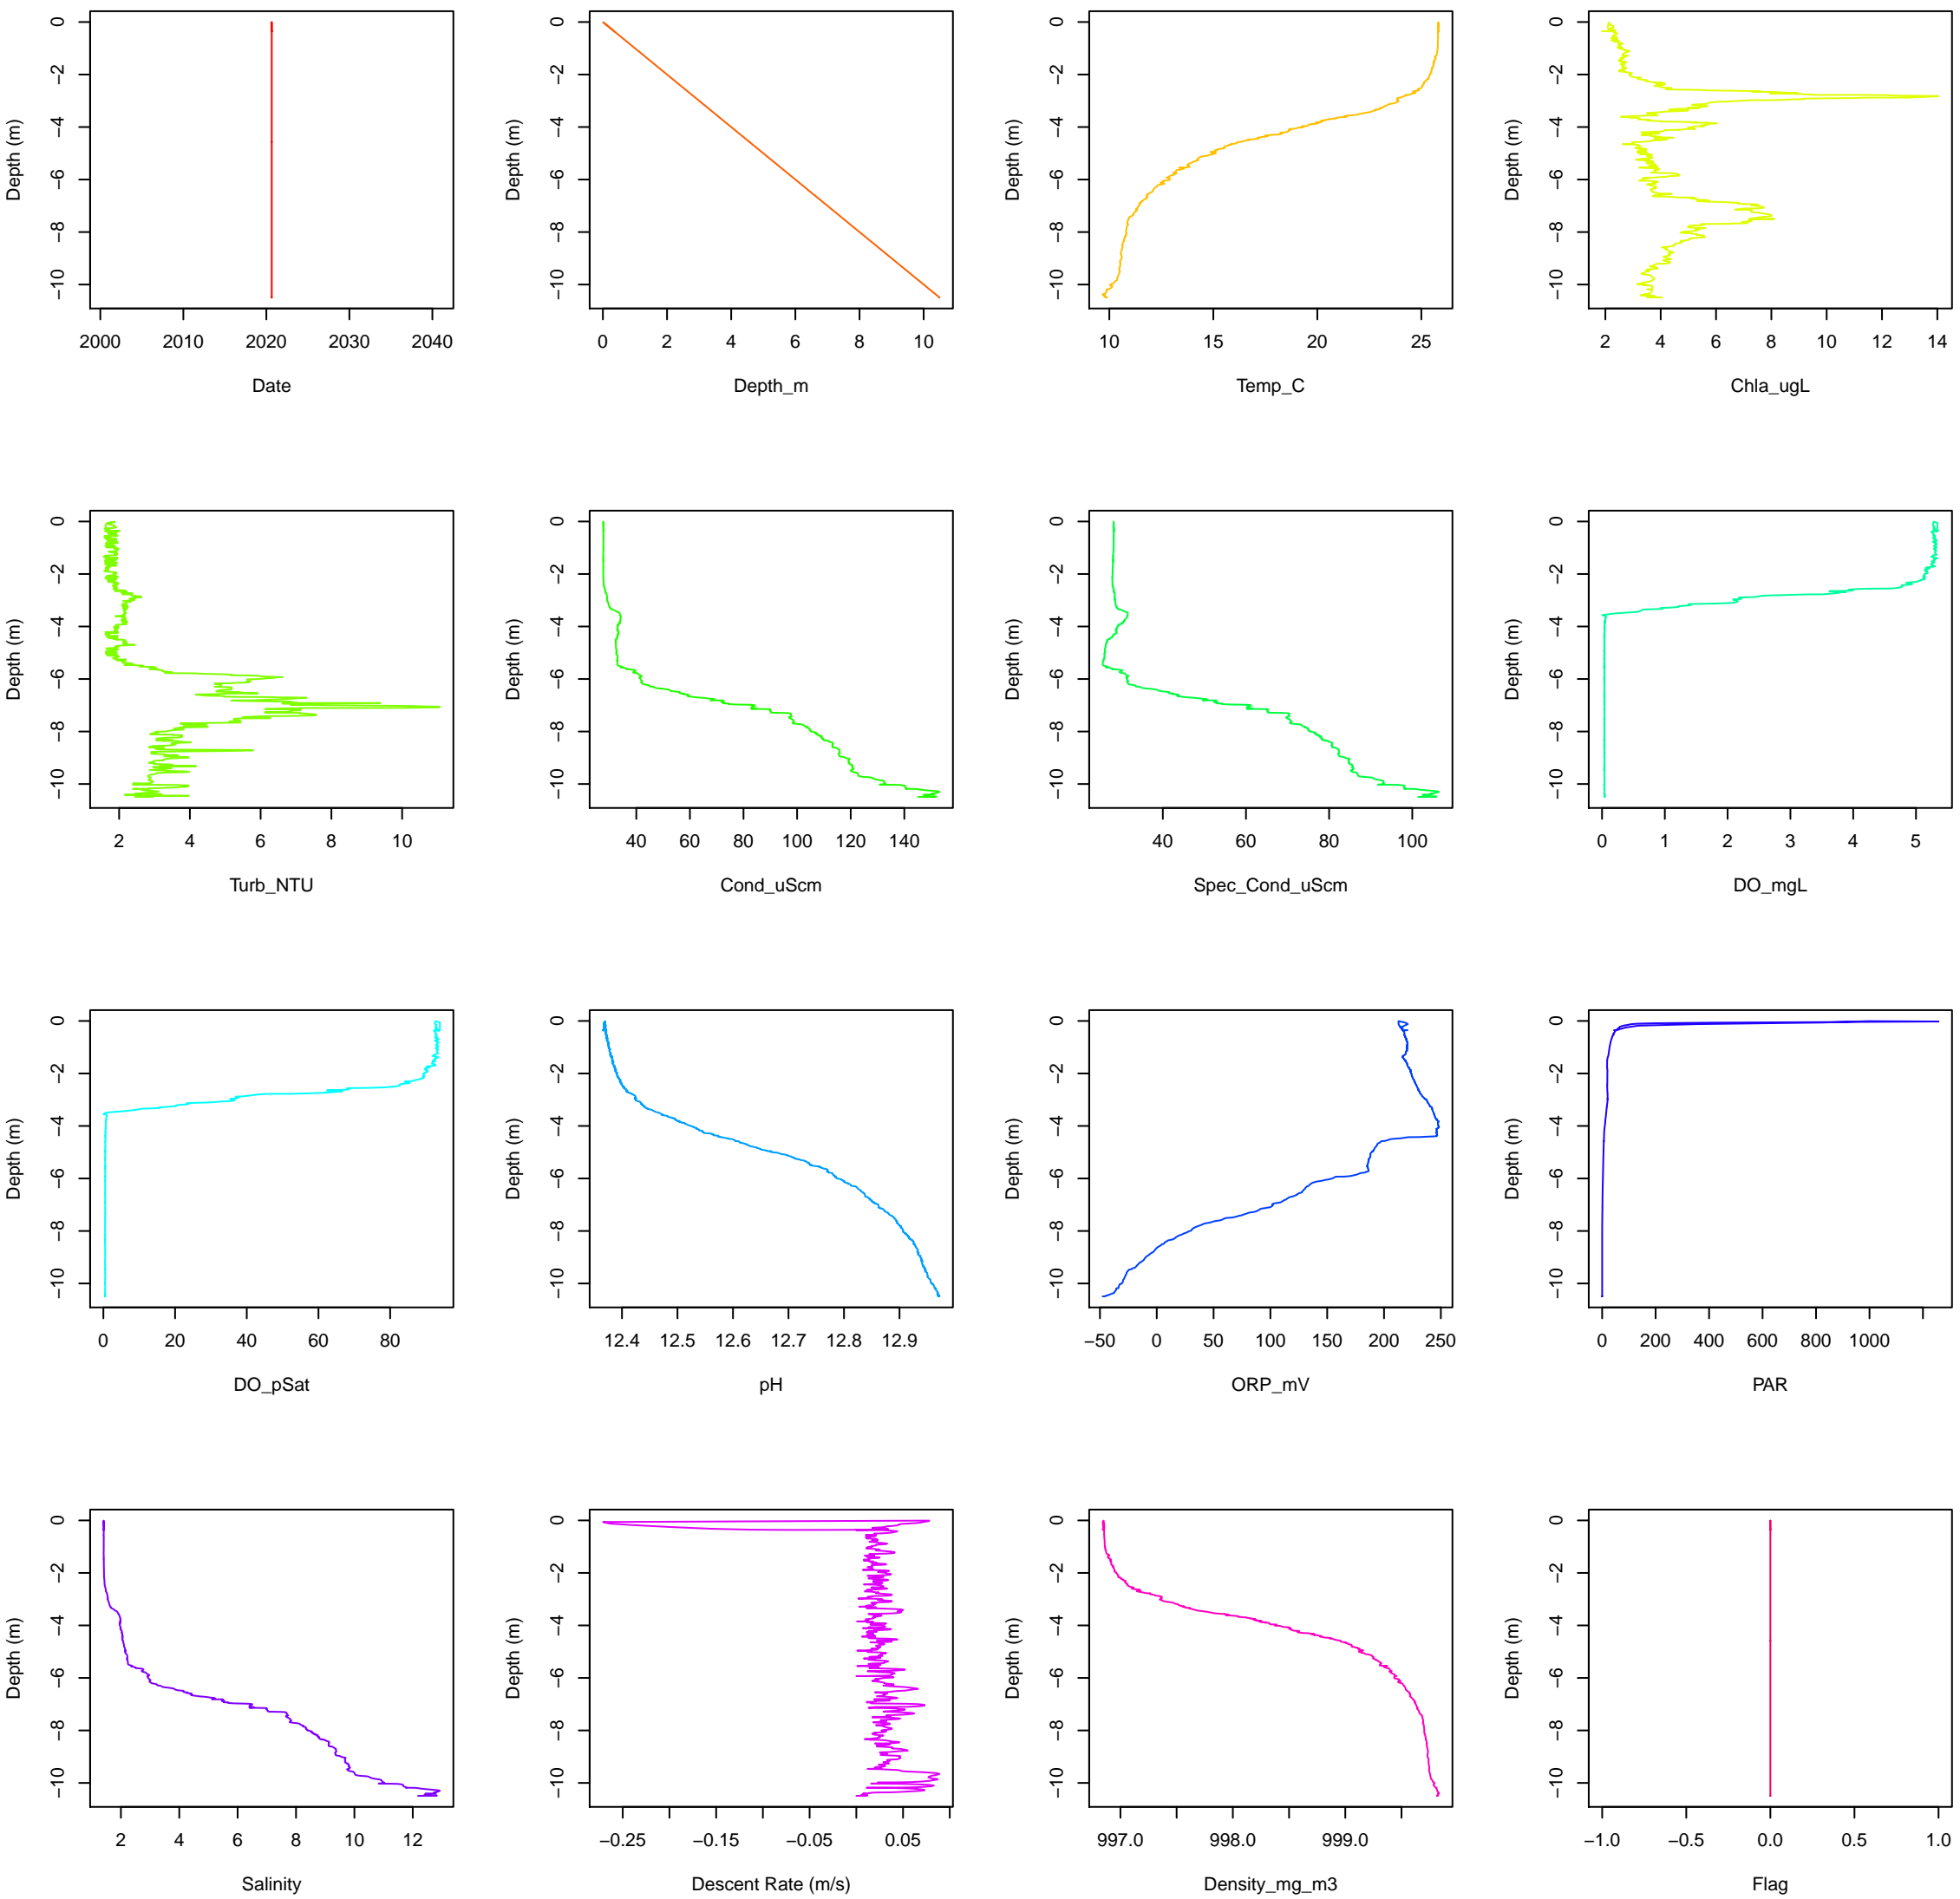 0
−2
−4
−6
−8
−10
Depth (m)
2000 2010 2020 2030 2040
Date
0
−2
−4
−6
−8
−10
Depth (m)
0 2 4 6 8 10
Depth_m
0
−2
−4
−6
−8
−10
Depth (m)
10 15 20 25
Temp_C
0
−2
−4
−6
−8
−10
Depth (m)
2 4 6 8 10 12 14
Chla_ugL
0
−2
−4
−6
−8
−10
Depth (m)
2 4 6 8 10
Turb_NTU
0
−2
−4
−6
−8
−10
Depth (m)
40 60 80 100 120 140
Cond_uScm
0
−2
−4
−6
−8
−10
Depth (m)
40 60 80 100
Spec_Cond_uScm
0
−2
−4
−6
−8
−10
Depth (m)
0 1 2 3 4 5
DO_mgL
0
−2
−4
−6
−8
−10
Depth (m)
0 20 40 60 80
DO_pSat
0
−2
−4
−6
−8
−10
Depth (m)
12.4 12.5 12.6 12.7 12.8 12.9
pH
0
−2
−4
−6
−8
−10
Depth (m)
−50 0 50 100 150 200 250
ORP_mV
0
−2
−4
−6
−8
−10
Depth (m)
0 200 400 600 800 1000
PAR
0
−2
−4
−6
−8
−10
Depth (m)
2 4 6 8 10 12
Salinity
0
−2
−4
−6
−8
−10
Depth (m)
−0.25 −0.15 −0.05 0.05
Descent Rate (m/s)
0
−2
−4
−6
−8
−10
Depth (m)
997.0 998.0 999.0
Density_mg_m3
0
−2
−4
−6
−8
−10
Depth (m)
−1.0 −0.5 0.0 0.5 1.0
Flag